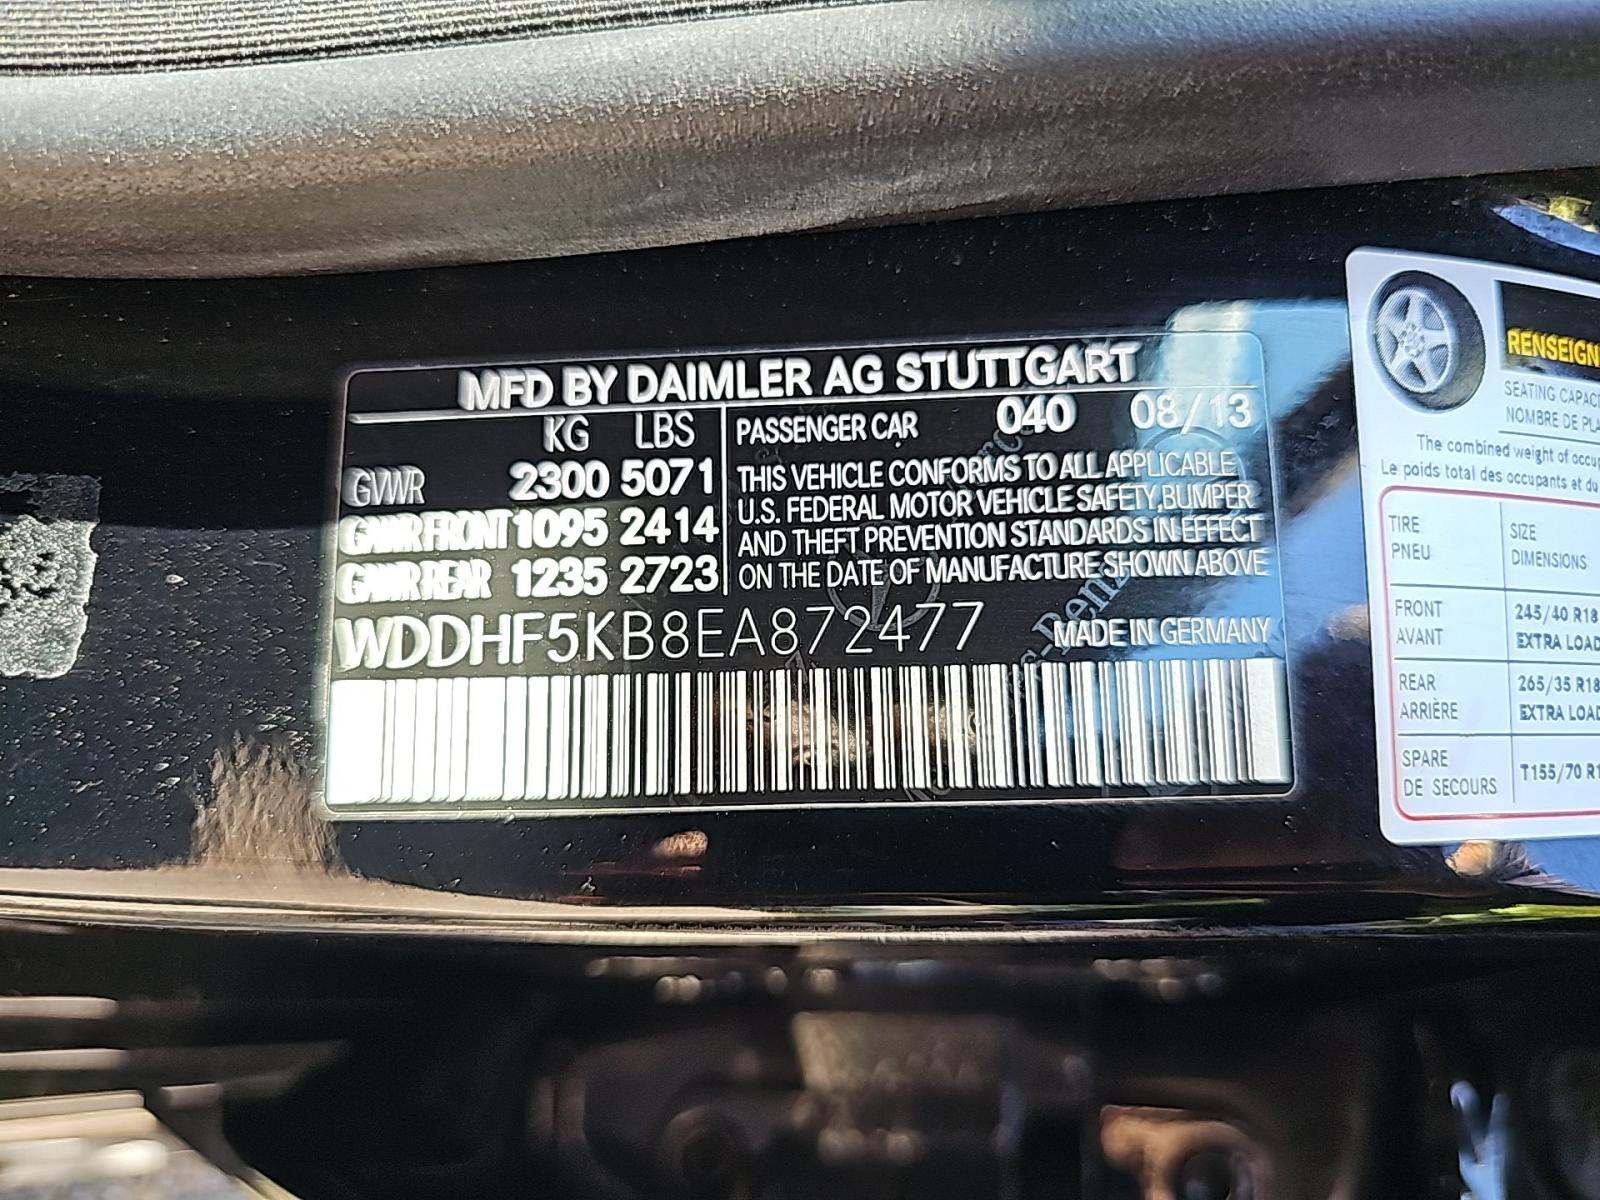 MFD BY DAIMLER AG STUTTGART
KG LBS
GVWR 2300 5071
GAWR FRONT 1095 2414
GAWR REAR 1235 2723
PASSENGER CAR 040 08/13
THIS VEHICLE CONFORMS TO ALL APPLICABLE
U.S. FEDERAL MOTOR VEHICLE SAFETY, BUMPER
AND THEFT PREVENTION STANDARDS IN EFFECT
ON THE DATE OF MANUFACTURE SHOWN ABOVE
WDDHF5KB8EA872477 MADE IN GERMANY
RENSEIGN
SEATING CAPACI
NOMBRE DE PLA
The combined weight of occup
Le poids total des occupants et du
TIRE SIZE
PNEU DIMENSIONS
FRONT 245/40 R18
AVANT EXTRA LOAD
REAR 265/35 R18
ARRIÈRE EXTRA LOAD
SPARE
DE SECOURS T155/70 R1